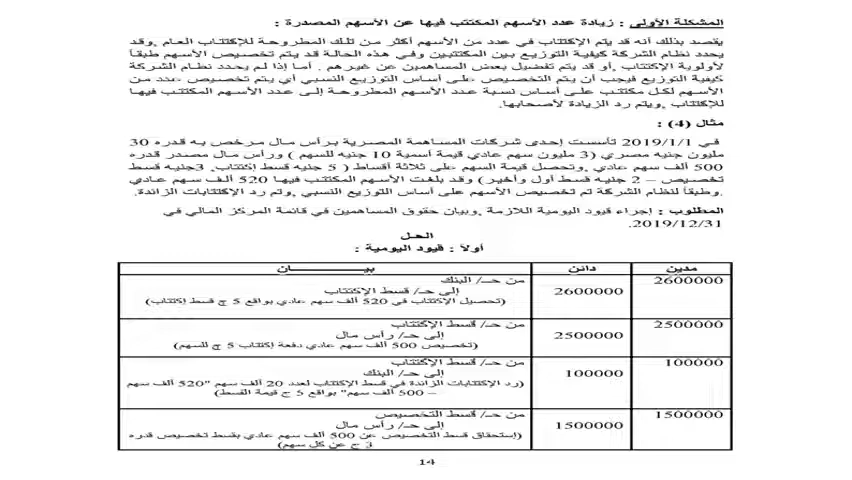 المشكلة الأولى : زيادة عدد الأسهم المكتتب فيها عن الأسهم المصدرة :
يقصد بذلك أنه قد يتم الإكتتاب في عدد من الأسهم أكثر من تلك المطروحة للإكتتاب العام ,وقد
يحدد نظام الشركة كيفية التوزيع بين المكتتبين وفي هذه الحالة قد يتم تخصيص الأسهم طبقاً
لأولوية الإكتتاب ,أو قد يتم تفضيل بعض المساهمين عن غيرهم . أما إذا لم يحدد نظام الشركة
كيفية التوزيع فيجب أن يتم التخصيص على أساس التوزيع النسبي أي يتم تخصيص عدد من
الأسهم لكل مكتتب على أساس نسبة عدد الأسهم المطروحة إلى عدد الأسهم المكتتب فيها
للإكتتاب ,ويتم رد الزيادة لأصحابها.
مثال (4) :
في 2019/1/1 تأسست إحدى شركات المساهمة المصرية برأس مال مرخص به قدره 30
مليون جنيه مصري (3 مليون سهم عادي قيمة أسمية 10 جنيه للسهم ) ورأس مال مصدر قدره
500 ألف سهم عادي ,وتحصل قيمة السهم على ثلاثة أقساط ( 5 جنيه قسط إكتتاب, 3جنيه قسط
تخصيص – 2 جنيه قسط أول وأخير) وقد بلغت الأسهم المكتتب فيها 520 ألف سهم عادي
,وطبقاً لنظام الشركة تم تخصيص الأسهم على أساس التوزيع النسبي ,وتم رد الإكتتابات الزائدة.
المطلوب : إجراء قيود اليومية اللازمة ,وبيان حقوق المساهمين في قائمة المركز المالي في
2019/12/31.
الحل
أولاً : قيود اليومية :
مدين دائن بيــــــــان
2600000 من حـ/ البنك
2600000 إلى حـ/ قسط الإكتتاب
(تحصيل الإكتتاب في 520 ألف سهم عادي بواقع 5 ج قسط إكتتاب)
2500000 من حـ/ قسط الإكتتاب
2500000 إلى حـ/ رأس مال
(تخصيص 500 ألف سهم عادي دفعة إكتتاب 5 ج للسهم)
100000 من حـ/ قسط الإكتتاب
100000 إلى حـ/ البنك
(رد الإكتتابات الزائدة في قسط الإكتتاب لعدد 20 ألف سهم "520 ألف سهم
– 500 ألف سهم" بواقع 5 ج قيمة القسط)
1500000 من حـ/ قسط التخصيص
1500000 إلى حـ/ رأس مال
(إستحقاق قسط التخصيص عن 500 ألف سهم عادي بقسط تخصيص قدره
3 ج عن كل سهم)
14